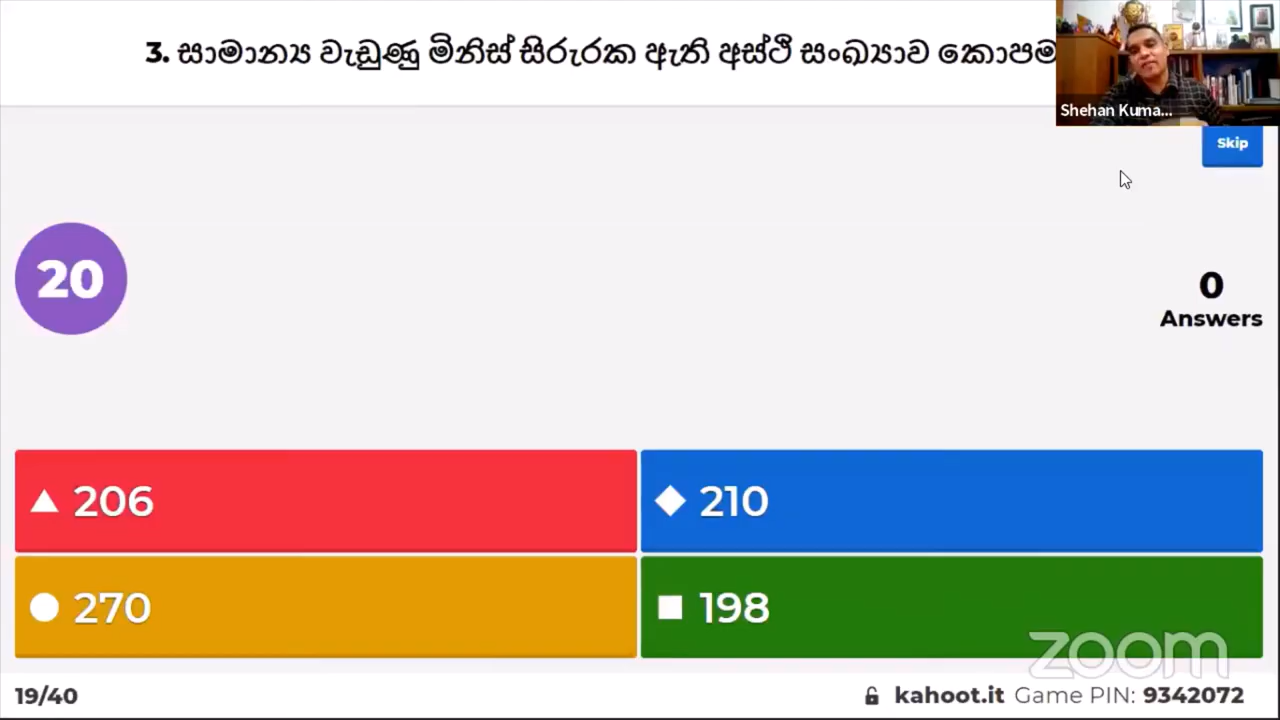 3. සාමාන්‍ය වැඩුණු මිනිස් සිරුරක ඇති අස්ථි සංඛ්‍යාව කොපම
Shehan Kuma...
Skip
20
0
Answers
206
210
270
198
zoom
19/40
kahoot.it Game PIN: 9342072